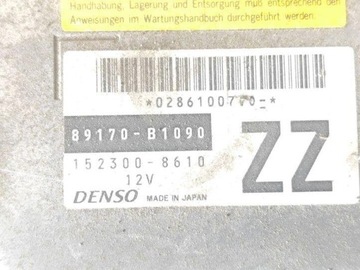 Handhabung, Lagerung und Entsorgung muß entsprechend den
Anweisungen im Wartungshandbuch durchgeführt werden.
*0286100770-*
89170-B1090
152300-8610
12V
ZZ
DENSO MADE IN JAPAN